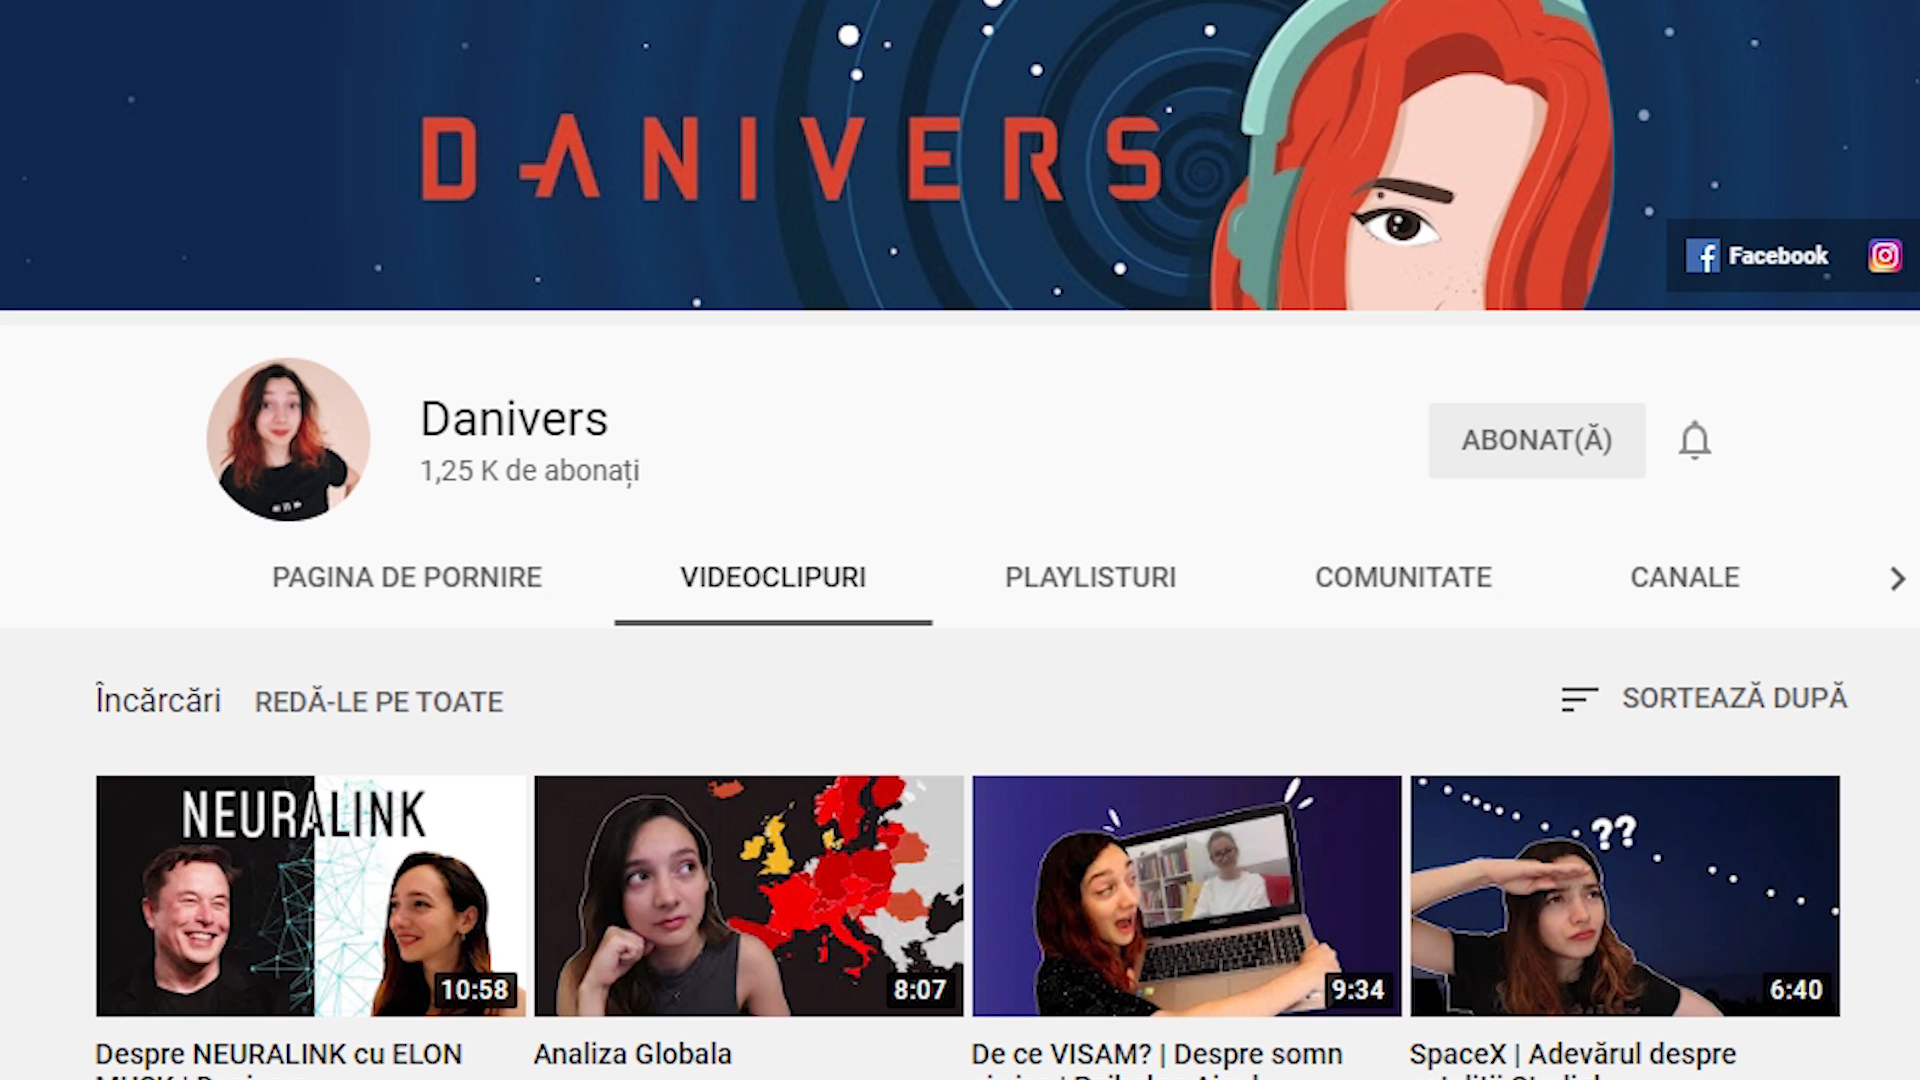 DANIVERS
Facebook
Danivers
1,25 K de abonați
ABONAT(Ă)
PAGINA DE PORNIRE
VIDEOCLIPURI
PLAYLISTURI
COMUNITATE
CANALE
Încărcări
REDĂ-LE PE TOATE
SORTEAZĂ DUPĂ
NEURALINK
??
10:58
8:07
9:34
6:40
Despre NEURALINK cu ELON
Analiza Globala
De ce VISAM? | Despre somn
SpaceX | Adevărul despre